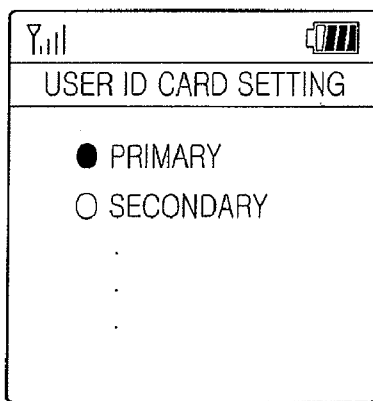 USER ID CARD SETTING
PRIMARY
SECONDARY
.
.
.